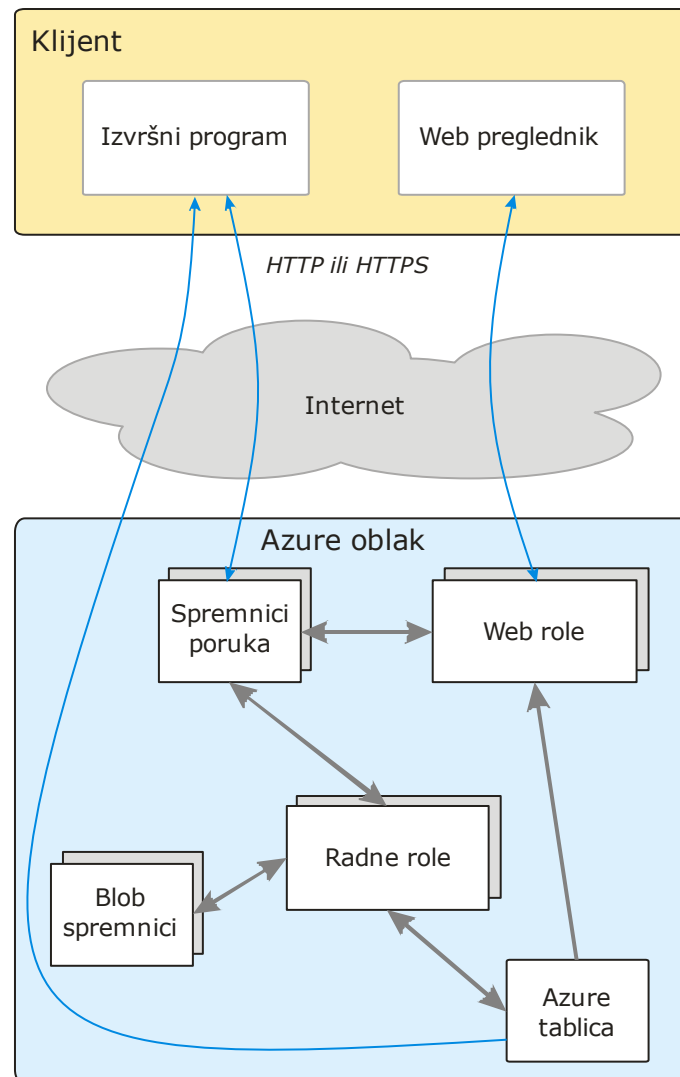 Klijent
Izvršni program
Web preglednik
HTTP ili HTTPS
Internet
Azure oblak
Spremnici
poruka
Web role
Radne role
Blob
spremnici
Azure
tablica